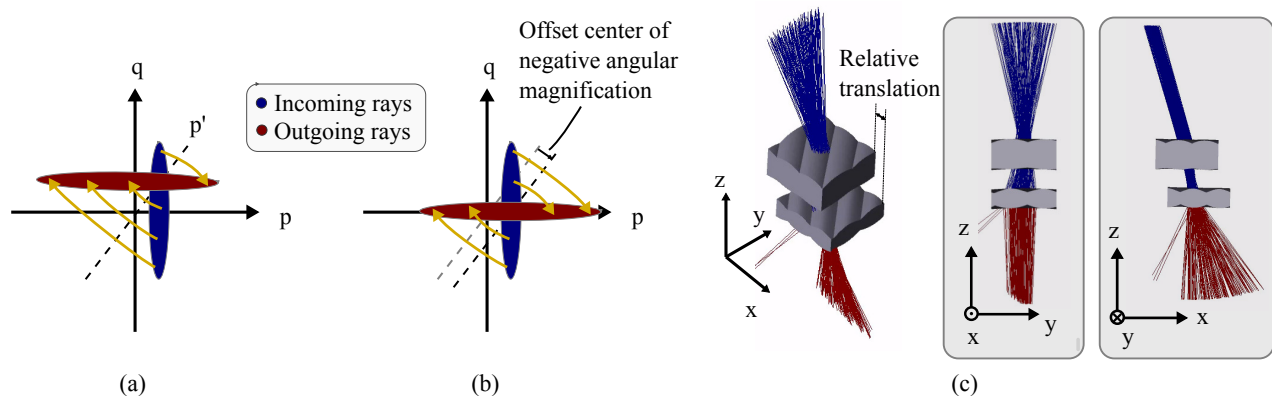 q
p'
p
(a)
Incoming rays
Outgoing rays
q
Offset center of
negative angular
magnification
p
(b)
Relative
translation
z
y
x
z
x
y
z
y
x
(c)